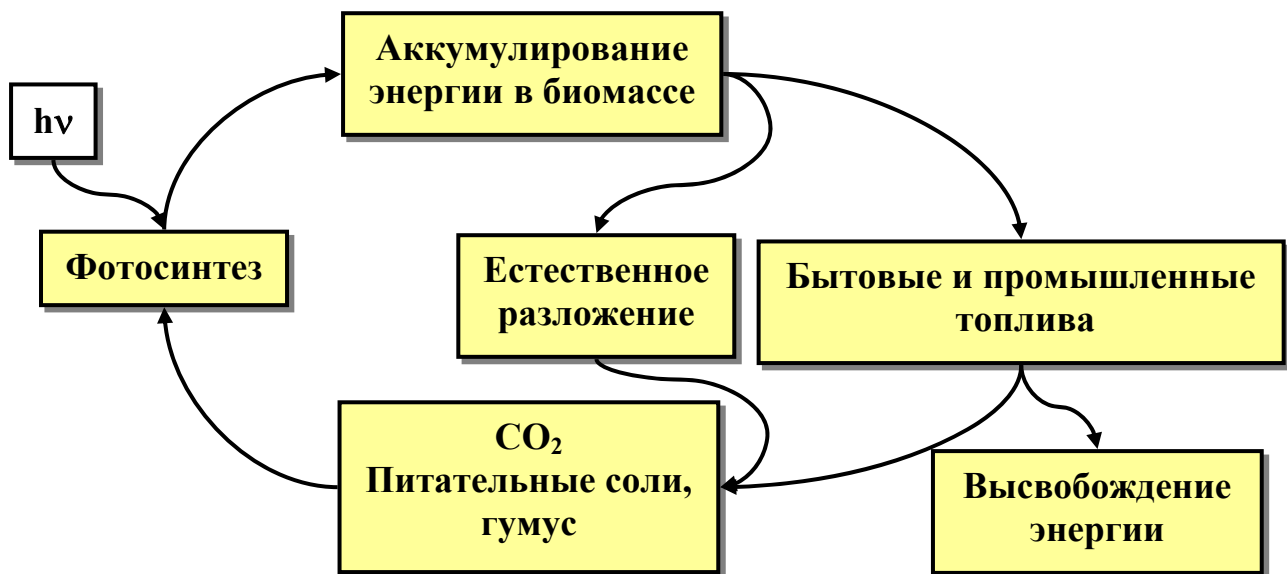 Аккумулирование
энергии в биомассе
hν
Фотосинтез
Естественное
разложение
Бытовые и промышленные
топлива
CO₂
Питательные соли,
гумус
Высвобождение
энергии